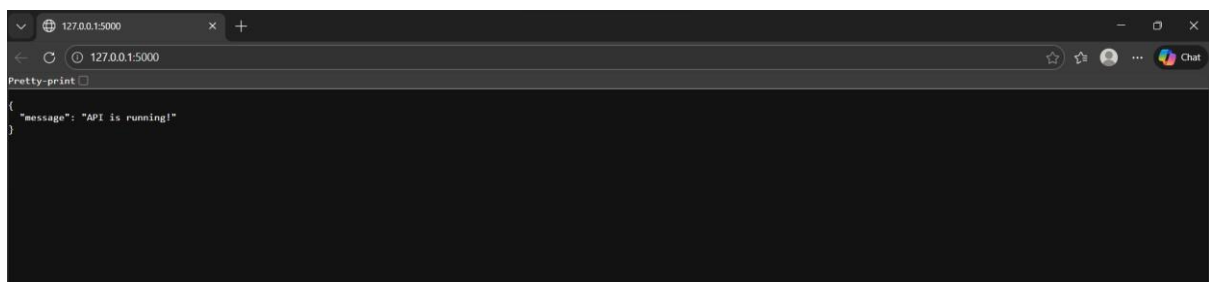 127.0.0.1:5000
127.0.0.1:5000
Chat
Pretty-print
{
"message": "API is running!"
}